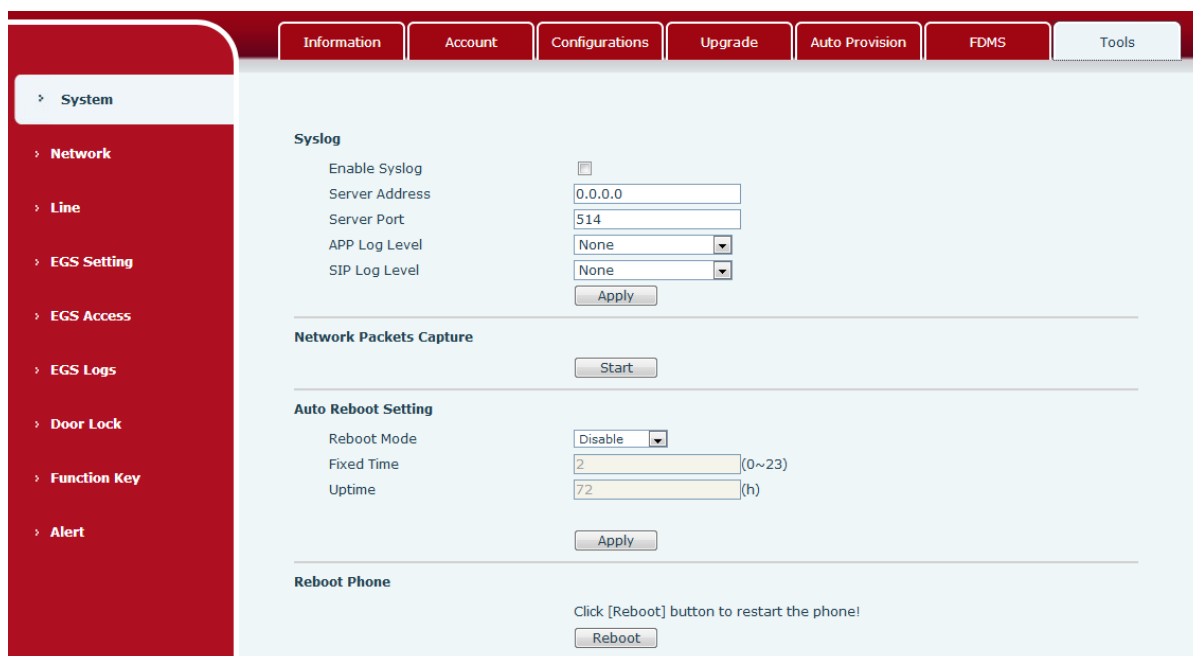 Information Account Configurations Upgrade Auto Provision FDMS Tools
System
Network
Line
EGS Setting
EGS Access
EGS Logs
Door Lock
Function Key
Alert
Syslog
Enable Syslog
Server Address 0.0.0.0
Server Port 514
APP Log Level None
SIP Log Level None
Apply
Network Packets Capture
Start
Auto Reboot Setting
Reboot Mode Disable
Fixed Time 2 (0~23)
Uptime 72 (h)
Apply
Reboot Phone
Click [Reboot] button to restart the phone!
Reboot